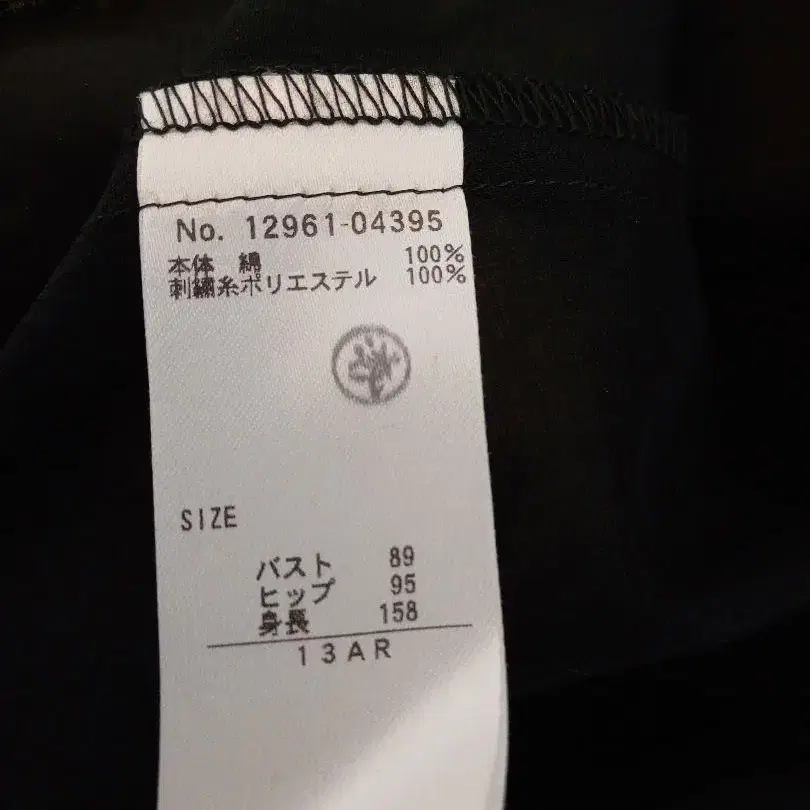 No. 12961-04395
本体 綿 100%
刺繍糸ポリエステル 100%
SIZE
バスト 89
ヒップ 95
身長 158
13AR